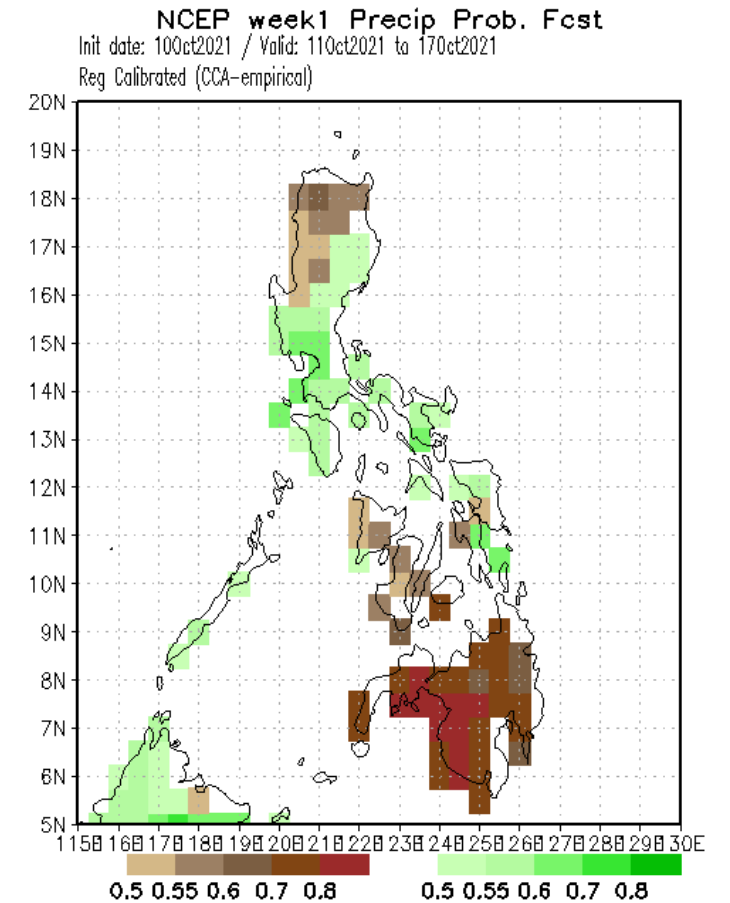 NCEP week1 Precip Prob. Fcst
Init date: 10Oct2021 / Valid: 11Oct2021 to 17Oct2021
Reg Calibrated (CCA-empirical)
20N
19N
18N
17N
16N
15N
14N
13N
12N
11N
10N
9N
8N
7N
6N
5N
115E 116E 117E 118E 119E 120E 121E 122E 123E 124E 125E 126E 127E 128E 129E 130E
0.5 0.55 0.6 0.7 0.8 0.5 0.55 0.6 0.7 0.8